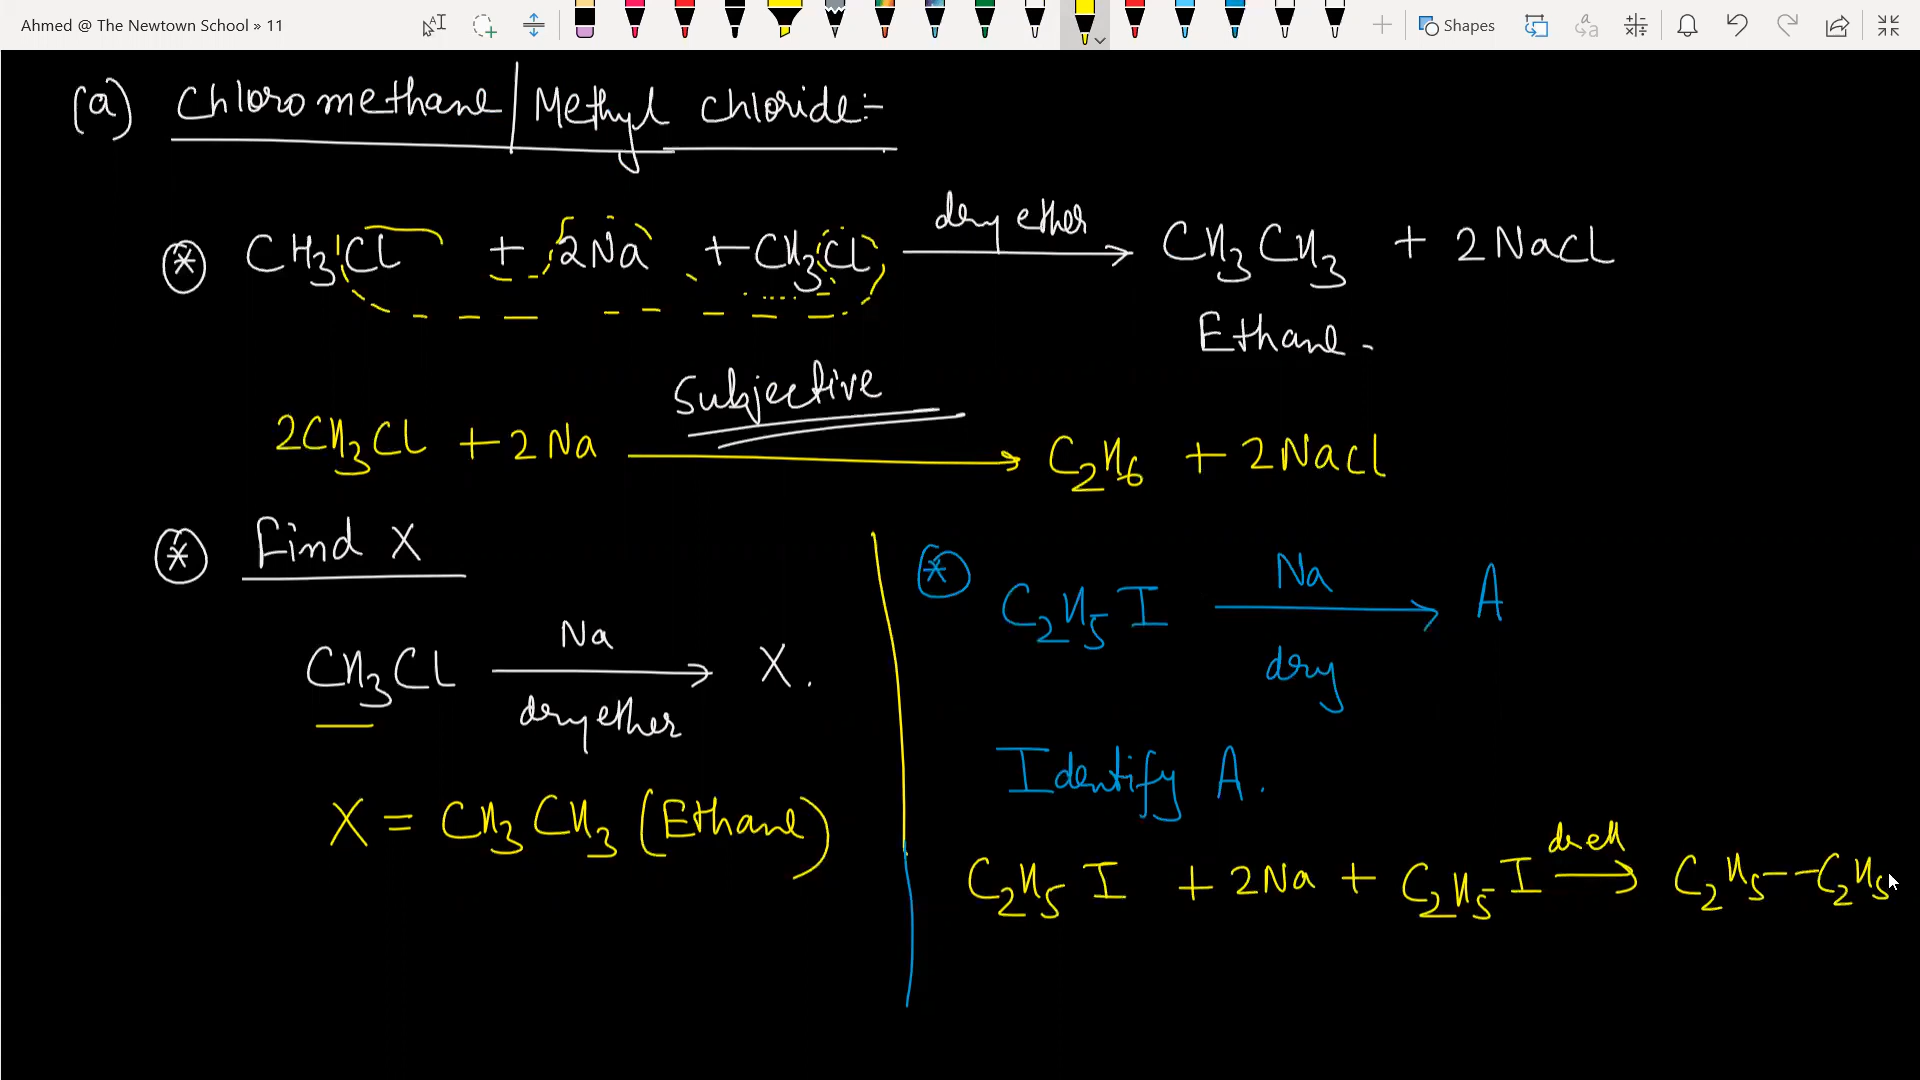 Ahmed @ The Newtown School » 11
Shapes
(a) Chloromethane/Methyl chloride:-
* CH3Cl + 2Na + CH3Cl dry ether → CH3CH3 + 2NaCl
Ethane.
Subjective
2CH3Cl + 2Na → C2H6 + 2NaCl
* Find X
CH3Cl Na → X.
dry ether
X = CH3CH3 (Ethane)
* C2H5I Na → A
dry
Identify A.
C2H5I + 2Na + C2H5I → C2H5--C2H5